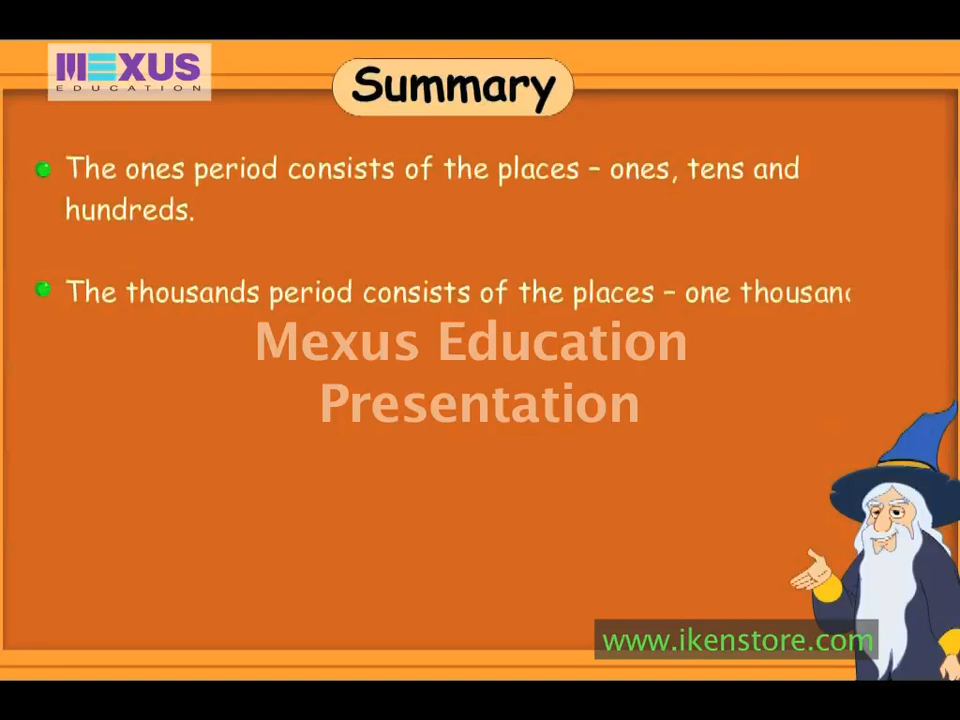 MEXUS
EDUCATION
Summary
The ones period consists of the places – ones, tens and
hundreds.
The thousands period consists of the places – one
Mexus Education
Presentation
www.ikenstore.com